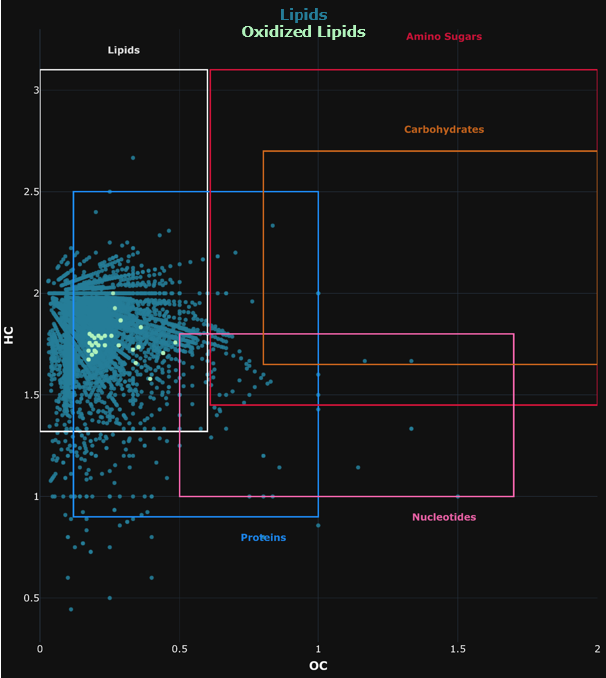 Lipids
Oxidized Lipids
Amino Sugars
Lipids
Carbohydrates
Nucleotides
Proteins
HC
3
2.5
2
1.5
1
0.5
0
0.5
1
1.5
2
OC